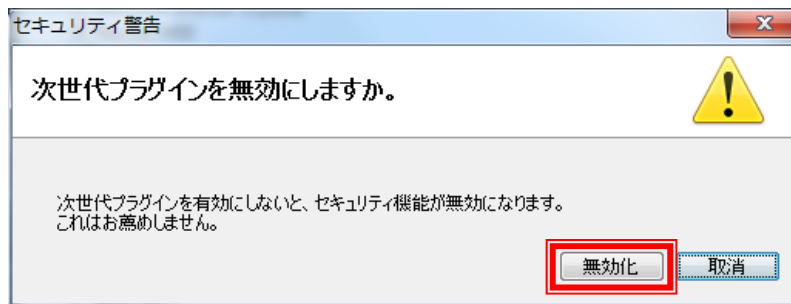 セキュリティ警告
次世代プラグインを無効にしますか。
次世代プラグインを有効にしないと、セキュリティ機能が無効になります。
これはお薦めしません。
無効化 取消